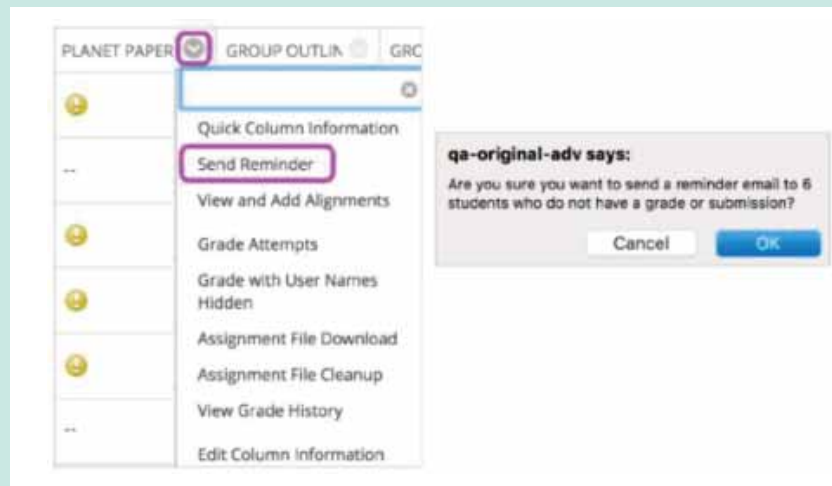 PLANET PAPER GROUP OUTLIN GRC
Quick Column Information
Send Reminder
--
View and Add Alignments
Grade Attempts
Grade with User Names
Hidden
Assignment File Download
Assignment File Cleanup
View Grade History
--
Edit Column Information
qa-original-adv says:
Are you sure you want to send a reminder email to 6
students who do not have a grade or submission?
Cancel OK